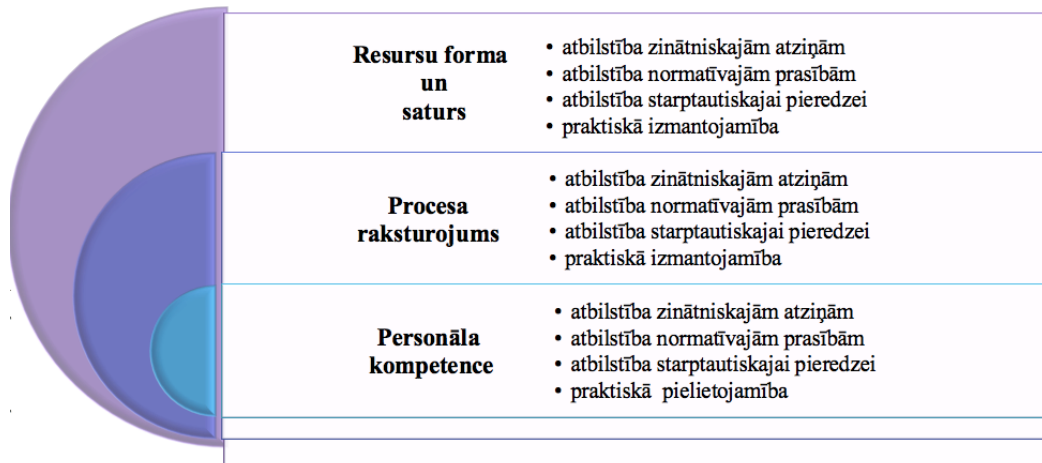 Resursu forma
un
saturs
• atbilstība zinātniskajām atziņām
• atbilstība normatīvajām prasībām
• atbilstība starptautiskajai pieredzei
• praktiskā izmantojamība
Procesa
raksturojums
• atbilstība zinātniskajām atziņām
• atbilstība normatīvajām prasībām
• atbilstība starptautiskajai pieredzei
• praktiskā izmantojamība
Personāla
kompetence
• atbilstība zinātniskajām atziņām
• atbilstība normatīvajām prasībām
• atbilstība starptautiskajai pieredzei
• praktiskā  pielietojamība